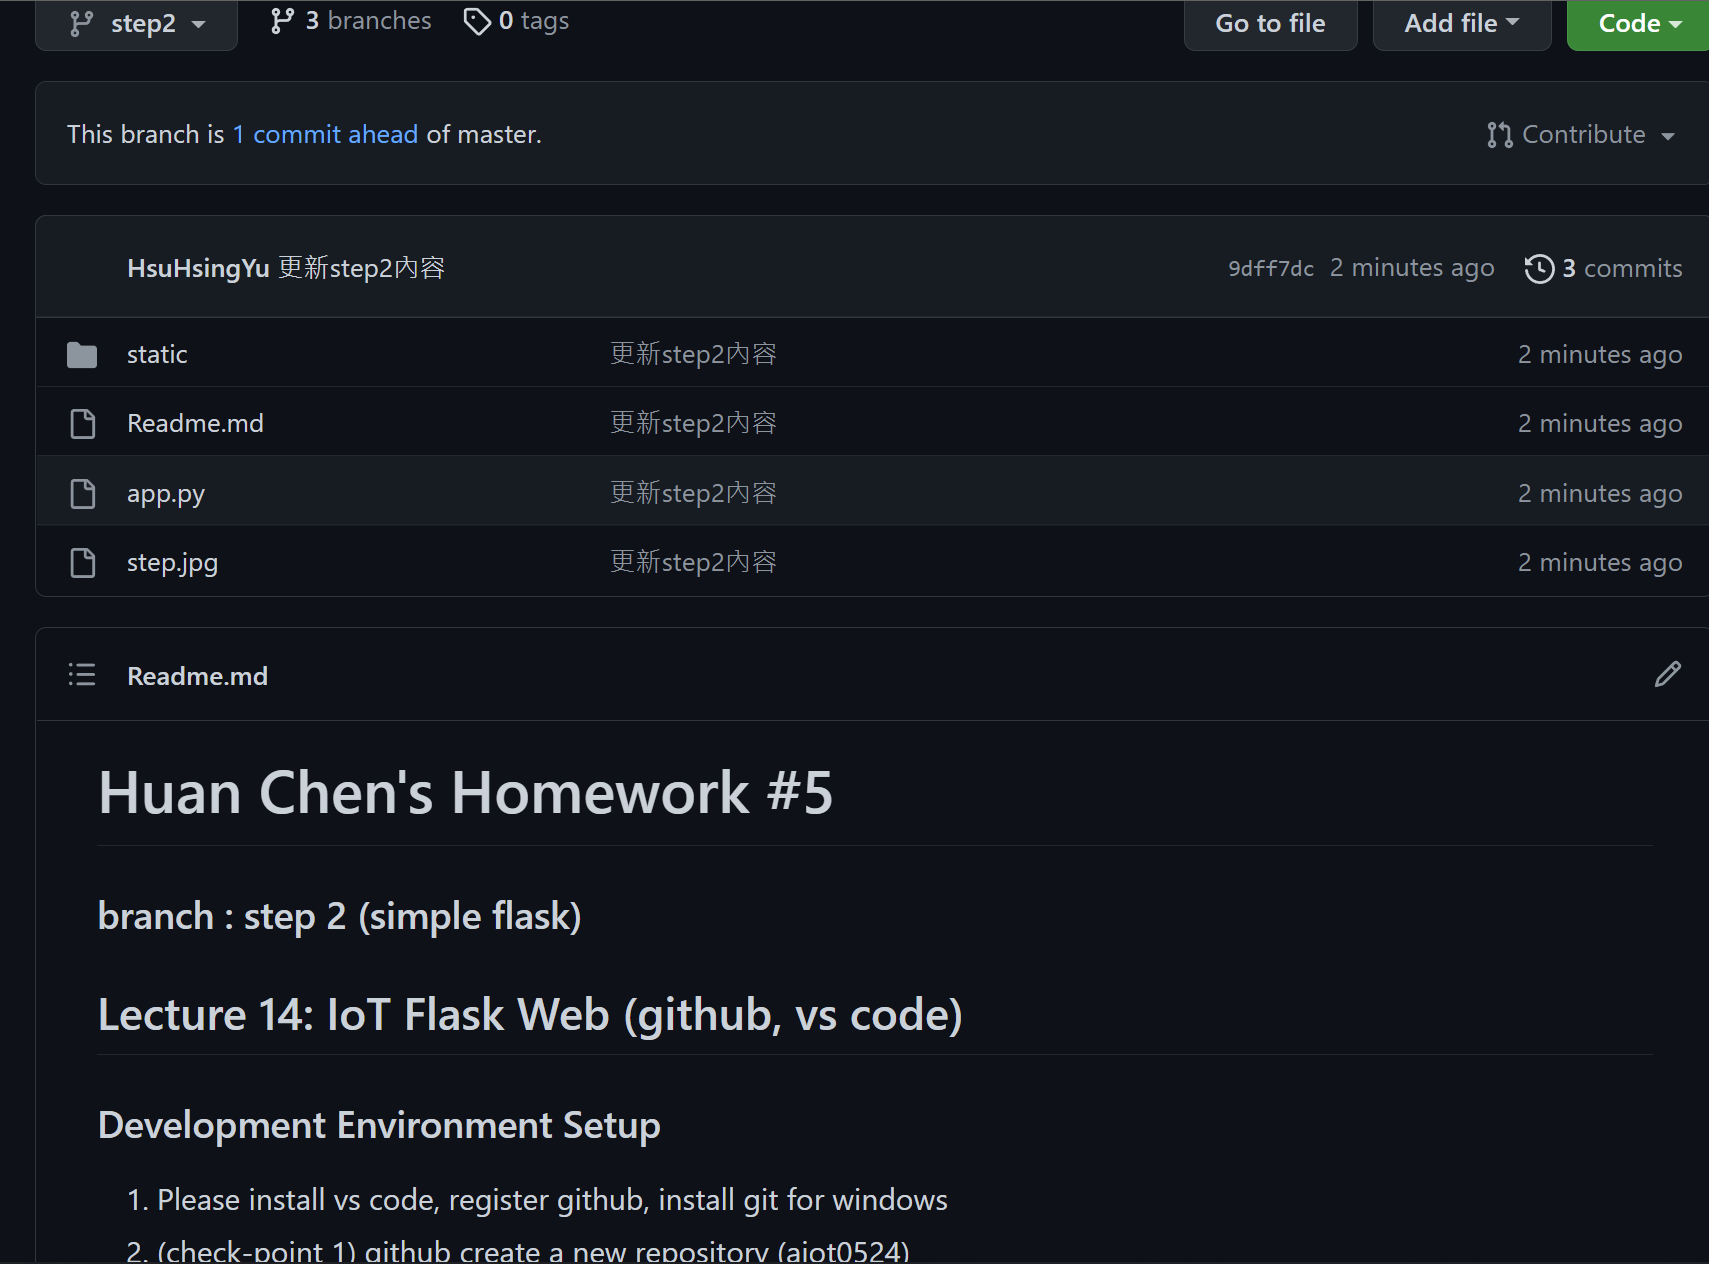 step2 3 branches 0 tags Go to file Add file Code
This branch is 1 commit ahead of master. Contribute
HsuHsingYu 更新step2內容 9dff7dc 2 minutes ago 3 commits
static 更新step2內容 2 minutes ago
Readme.md 更新step2內容 2 minutes ago
app.py 更新step2內容 2 minutes ago
step.jpg 更新step2內容 2 minutes ago
Readme.md
Huan Chen's Homework #5
branch : step 2 (simple flask)
Lecture 14: IoT Flask Web (github, vs code)
Development Environment Setup
1. Please install vs code, register github, install git for windows
2. (check-point 1) github create a new repository (aiot0524)